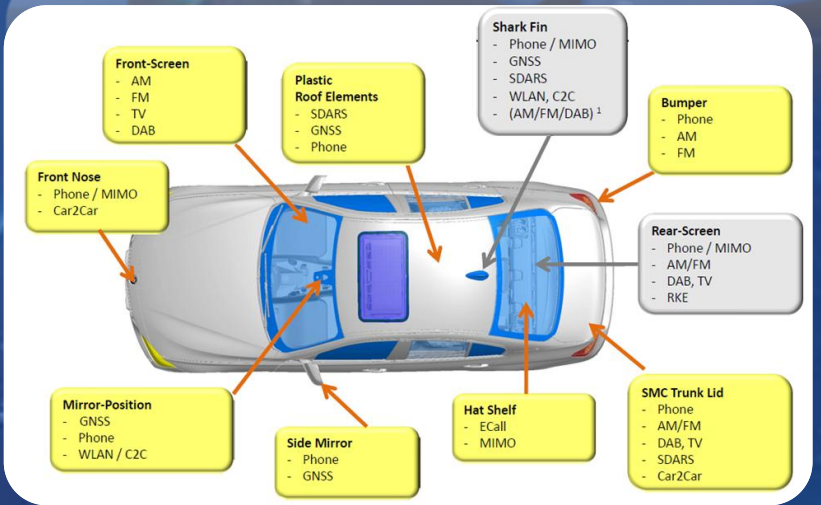 Shark Fin
- Phone / MIMO
- GNSS
- SDARS
- WLAN, C2C
- (AM/FM/DAB) 1
Front-Screen
- AM
- FM
- TV
- DAB
Plastic
Roof Elements
- SDARS
- GNSS
- Phone
Bumper
- Phone
- AM
- FM
Front Nose
- Phone / MIMO
- Car2Car
Rear-Screen
- Phone / MIMO
- AM/FM
- DAB, TV
- RKE
Mirror-Position
- GNSS
- Phone
- WLAN / C2C
Side Mirror
- Phone
- GNSS
Hat Shelf
- ECall
- MIMO
SMC Trunk Lid
- Phone
- AM/FM
- DAB, TV
- SDARS
- Car2Car